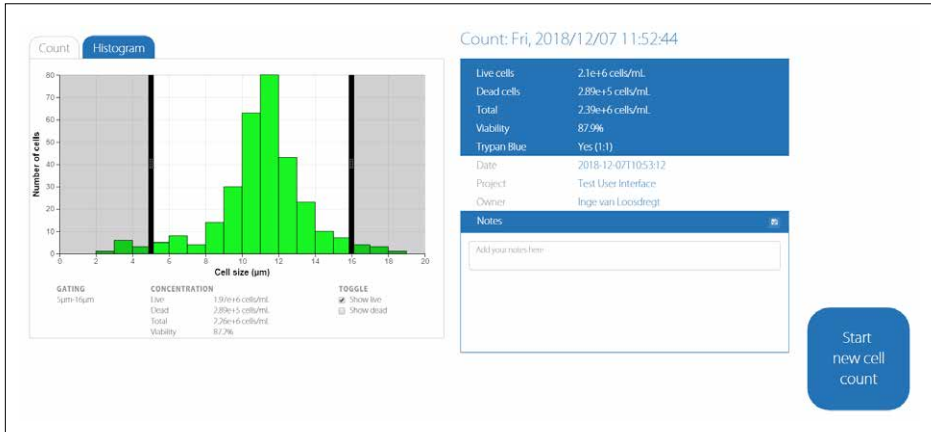 Count Histogram
80
70
60
50
40
30
20
10
0
Number of cells
0 2 4 6 8 10 12 14 16 18 20
Cell size (µm)
GATING
5µm-16µm
CONCENTRATION
Live 1.97e+6 cells/mL
Dead 2.89e+5 cells/mL
Total 2.26e+6 cells/mL
Viability 87.2%
TOGGLE
Show live
Show dead
Count: Fri, 2018/12/07 11:52:44
Live cells 2.1e+6 cells/mL
Dead cells 2.89e+5 cells/mL
Total 2.39e+6 cells/mL
Viability 87.9%
Trypan Blue Yes (1:1)
Date 2018-12-07T10:53:12
Project Test User Interface
Owner Inge van Loosdregt
Notes
Add your notes here
Start
new cell
count